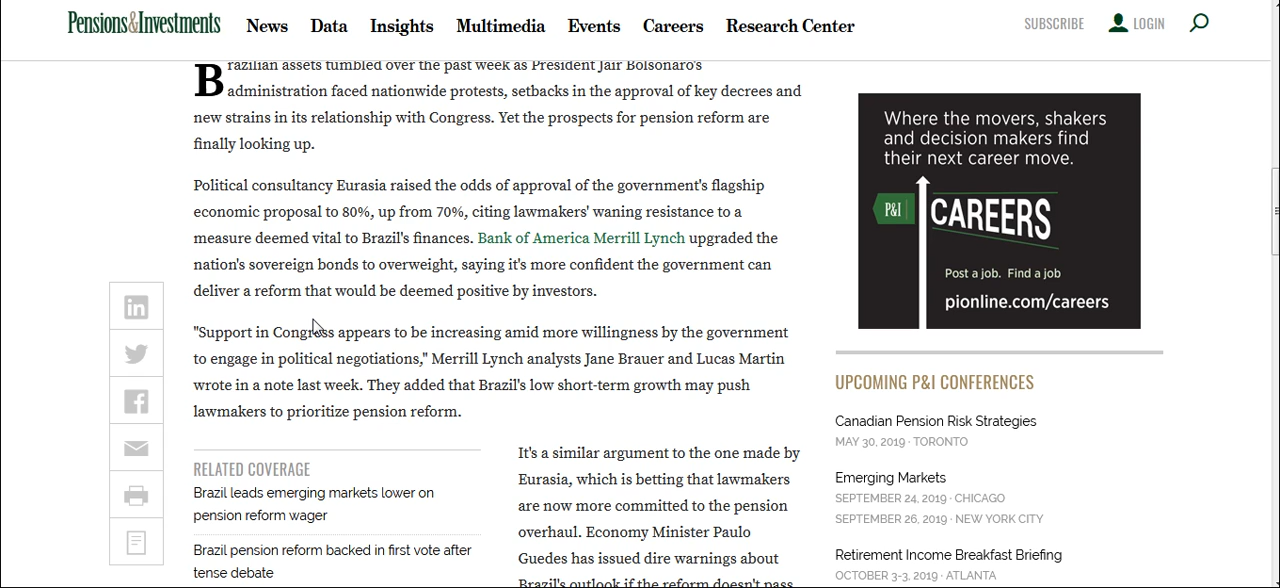 Pensions&Investments
News Data Insights Multimedia Events Careers Research Center
SUBSCRIBE LOGIN
Brazilian assets tumbled over the past week as President Jair Bolsonaro's
administration faced nationwide protests, setbacks in the approval of key decrees and
new strains in its relationship with Congress. Yet the prospects for pension reform are
finally looking up.
Political consultancy Eurasia raised the odds of approval of the government's flagship
economic proposal to 80%, up from 70%, citing lawmakers' waning resistance to a
measure deemed vital to Brazil's finances. Bank of America Merrill Lynch upgraded the
nation's sovereign bonds to overweight, saying it's more confident the government can
deliver a reform that would be deemed positive by investors.
"Support in Congress appears to be increasing amid more willingness by the government
to engage in political negotiations," Merrill Lynch analysts Jane Brauer and Lucas Martin
wrote in a note last week. They added that Brazil's low short-term growth may push
lawmakers to prioritize pension reform.
RELATED COVERAGE
Brazil leads emerging markets lower on
pension reform wager
Brazil pension reform backed in first vote after
tense debate
It's a similar argument to the one made by
Eurasia, which is betting that lawmakers
are now more committed to the pension
overhaul. Economy Minister Paulo
Guedes has issued dire warnings about
Brazil's outlook if the reform doesn't pass
Where the movers, shakers
and decision makers find
their next career move.
P&I CAREERS
Post a job. Find a job
pionline.com/careers
UPCOMING P&I CONFERENCES
Canadian Pension Risk Strategies
MAY 30, 2019 · TORONTO
Emerging Markets
SEPTEMBER 24, 2019 · CHICAGO
SEPTEMBER 26, 2019 · NEW YORK CITY
Retirement Income Breakfast Briefing
OCTOBER 3-3, 2019 · ATLANTA